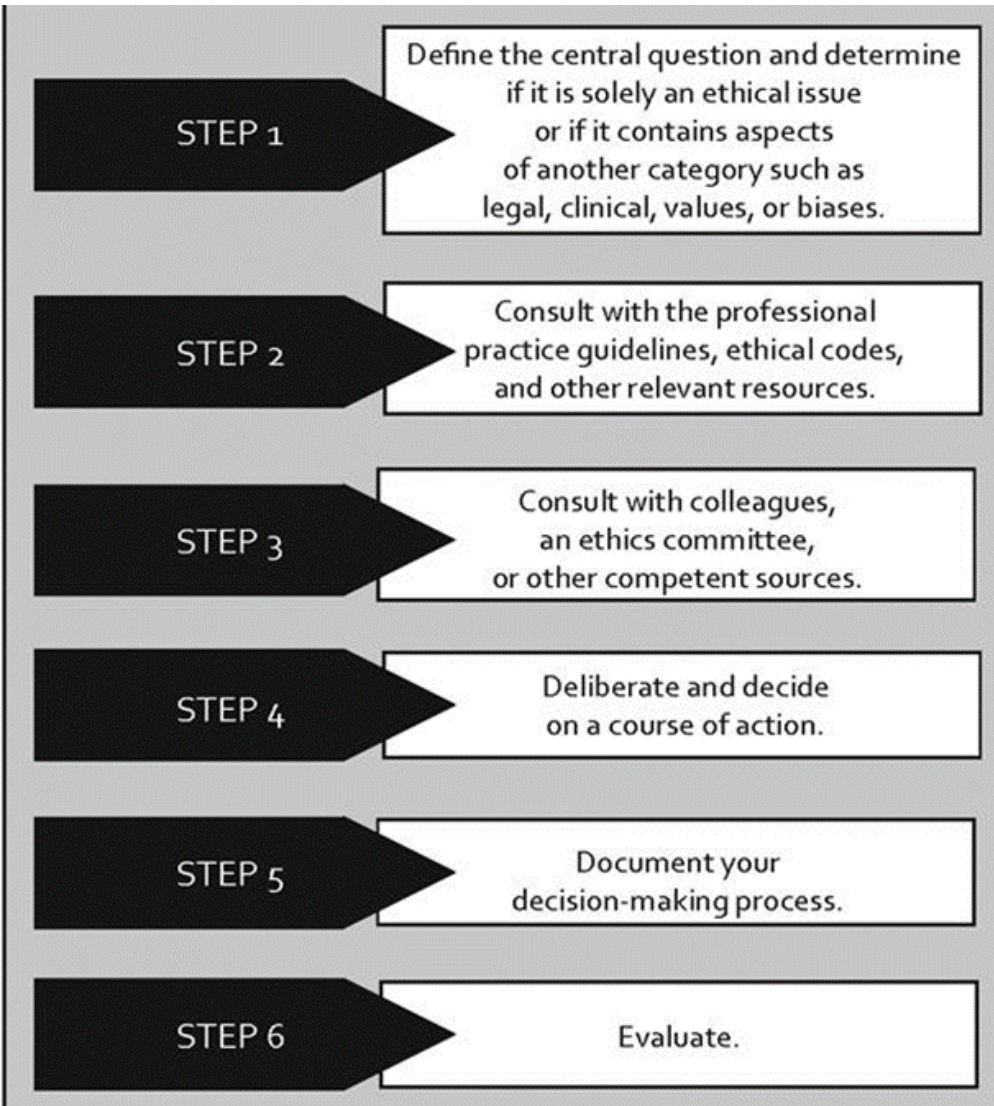 STEP 1
Define the central question and determine
if it is solely an ethical issue
or if it contains aspects
of another category such as
legal, clinical, values, or biases.
STEP 2
Consult with the professional
practice guidelines, ethical codes,
and other relevant resources.
STEP 3
Consult with colleagues,
an ethics committee,
or other competent sources.
STEP 4
Deliberate and decide
on a course of action.
STEP 5
Document your
decision-making process.
STEP 6
Evaluate.